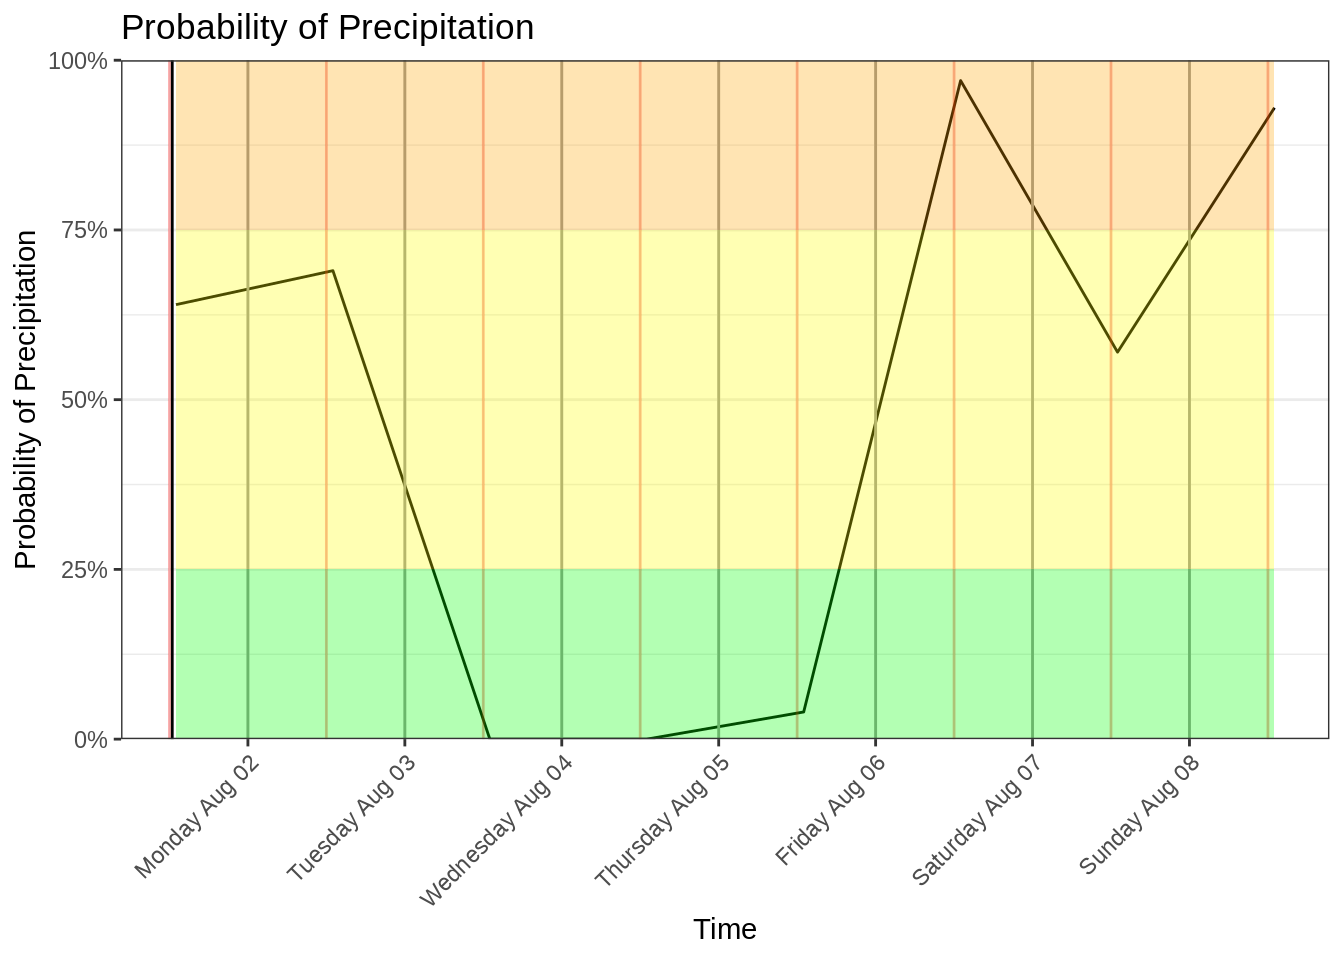 Probability of Precipitation
100%
75%
50%
25%
0%
Probability of Precipitation
Monday Aug 02
Tuesday Aug 03
Wednesday Aug 04
Thursday Aug 05
Friday Aug 06
Saturday Aug 07
Sunday Aug 08
Time